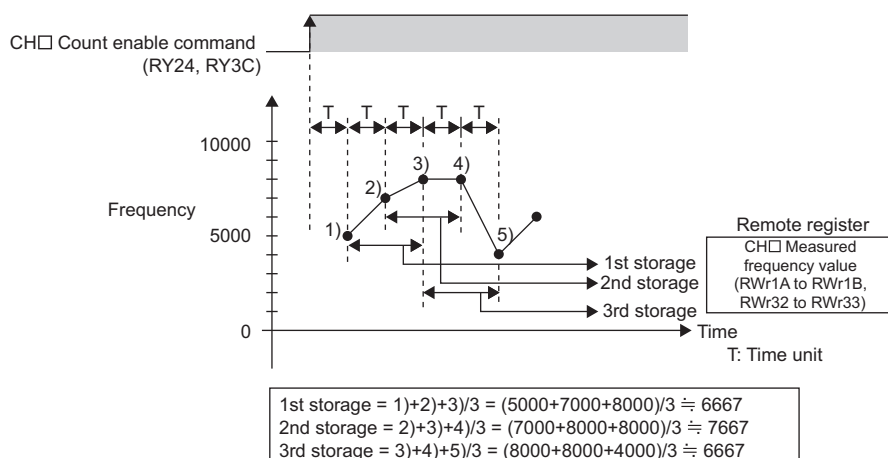 CH□ Count enable command
(RY24, RY3C)
T T T T T
10000
3) 4)
2)
Frequency
5000
1)
5)
Remote register
CH□ Measured
frequency value
(RWr1A to RWr1B,
RWr32 to RWr33)
1st storage
2nd storage
3rd storage
0
Time
T: Time unit
1st storage = 1)+2)+3)/3 = (5000+7000+8000)/3 ≒ 6667
2nd storage = 2)+3)+4)/3 = (7000+8000+8000)/3 ≒ 7667
3rd storage = 3)+4)+5)/3 = (8000+8000+4000)/3 ≒ 6667